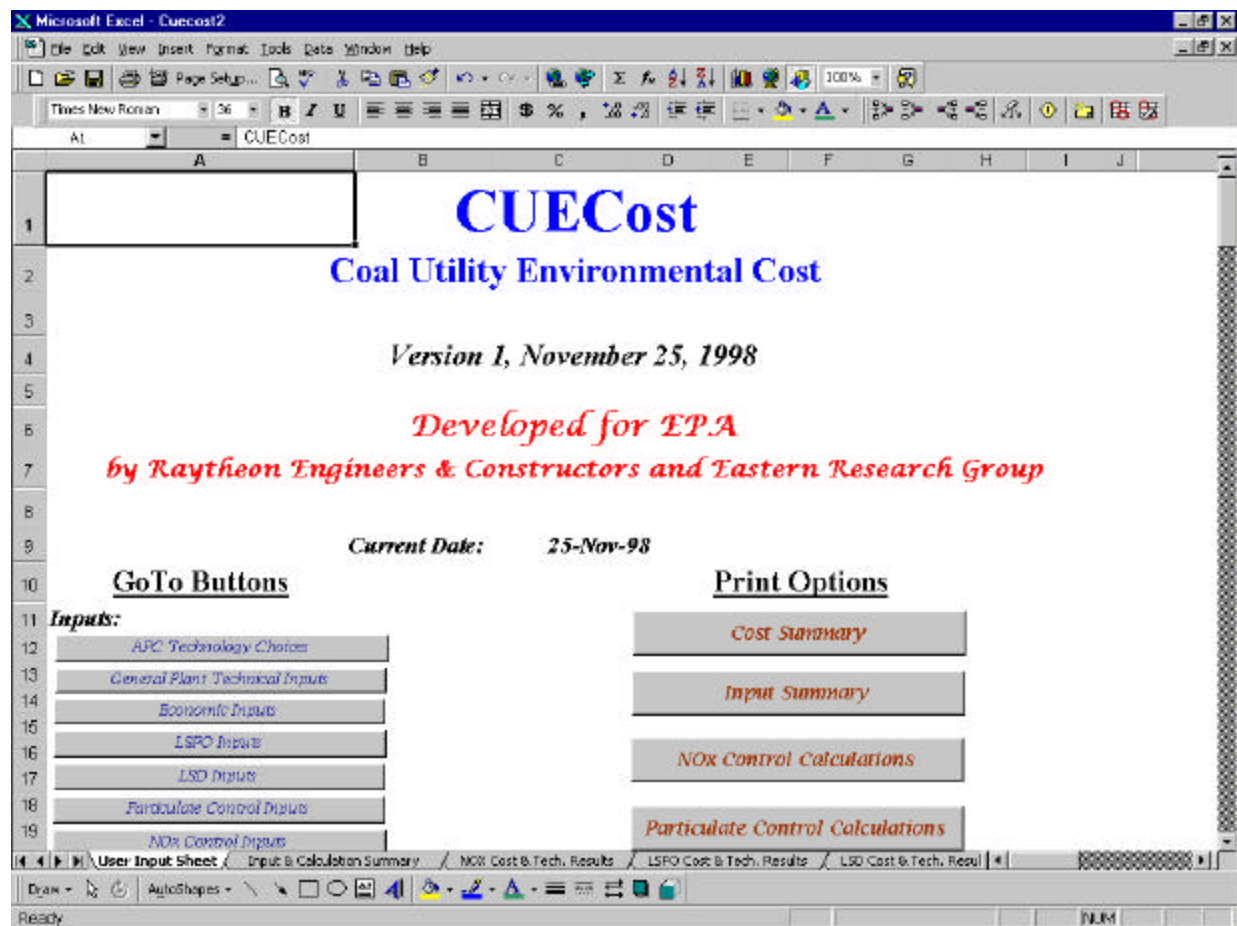 Microsoft Excel - Cuecost2
File Edit View Insert Format Tools Data Window Help
Page Setup... Σ 100%
Times New Roman 36 B I U $ % ,
A1 = CUECost
A B C D E F G H I J
1 CUECost
2 Coal Utility Environmental Cost
3
4 Version 1, November 25, 1998
5
6 Developed for EPA
7 by Raytheon Engineers & Constructors and Eastern Research Group
8
9 Current Date: 25-Nov-98
10 GoTo Buttons Print Options
11 Inputs:
Cost Summary
12 APC Technology Choices
13 General Plant Technical Inputs
Input Summary
14 Economic Inputs
15
16 LSFO Inputs
NOx Control Calculations
17 LSD Inputs
18 Particulate Control Inputs
19 NOx Control Inputs
Particulate Control Calculations
User Input Sheet Input & Calculation Summary NOX Cost & Tech. Results LSFO Cost & Tech. Results LSD Cost & Tech. Resul
Draw AutoShapes
Ready NUM